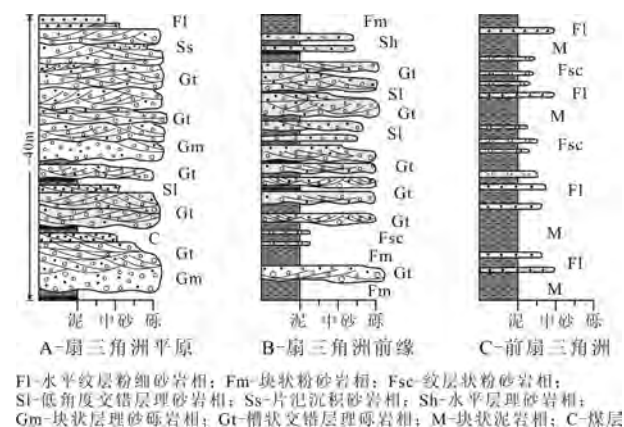 Fl
Ss
Gt
Gt
Gm
Gt
Sl
Gt
C
Gt
Gm
40m
泥 中砂 砾
A-扇三角洲平原
Fm
Sh
Gt
Sl
Gt
Sl
Gt
Gt
Gt
Fsc
Fm
Gt
Fm
泥 中砂 砾
B-扇三角洲前缘
Fl
M
Fsc
Fl
M
Fsc
Fl
M
Fl
M
泥 中砂 砾
C-前扇三角洲
Fl-水平纹层粉细砂岩相；Fm-块状粉砂岩相；Fsc-纹层状粉砂岩相；
Sl-低角度交错层理砂岩相；Ss-片汜沉积砂岩相；Sh-水平层理砂岩相；
Gm-块状层理砂砾岩相；Gt-槽状交错层理砾岩相；M-块状泥岩相；C-煤层